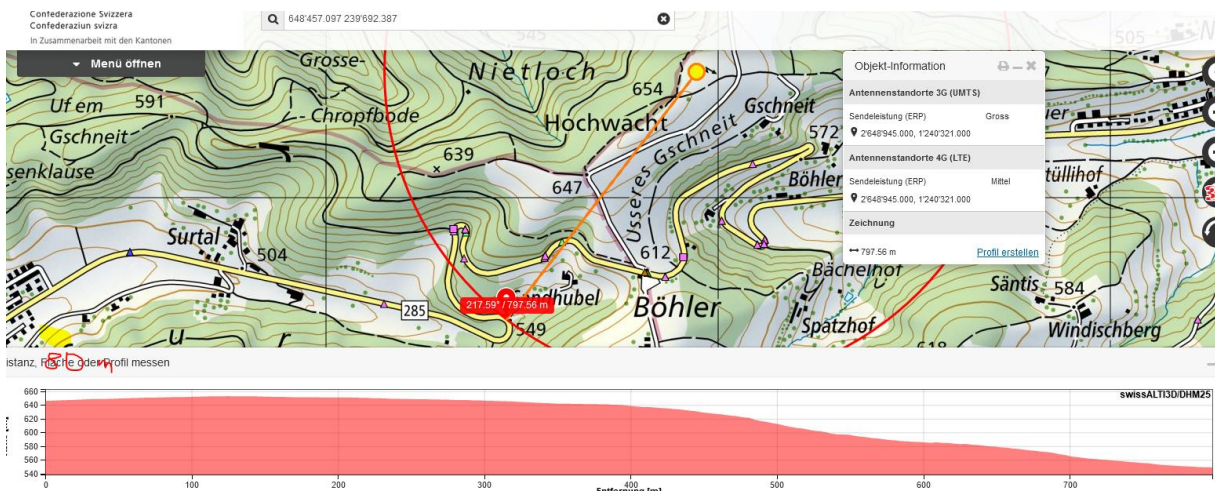 Confederazione Svizzera
Confederaziun svizra
In Zusammenarbeit mit den Kantonen
648'457.097 239'692.387
Menü öffnen
545
505
Grosse-
Nietloch
654
Uf em
591
Chropfbode
Hochwacht
Gschneit
Gschneit
572
senklause
639
647
Böhler
Usseres Gschneit
tüllihof
Surtal
504
612
Bächelhof
Säntis
584
285
217.59° / 797.56 m
ndhubel
Böhler
549
Spatzhof
618
Windischberg
u r
Objekt-Information
Antennenstandorte 3G (UMTS)
Sendeleistung (ERP) Gross
2'648'945.000, 1'240'321.000
Antennenstandorte 4G (LTE)
Sendeleistung (ERP) Mittel
2'648'945.000, 1'240'321.000
Zeichnung
797.56 m Profil erstellen
istanz, Fläche oder Profil messen
swissALTI3D/DHM25
660
640
620
600
580
560
540
0 100 200 300 400 500 600 700
Entfernung [m]